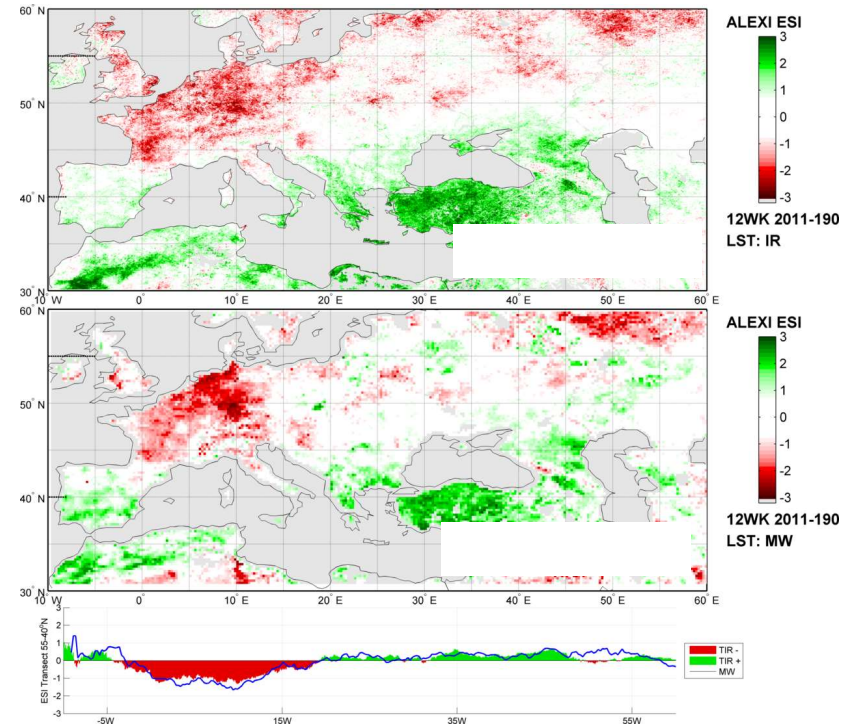 60° N
50° N
40° N
30° N
10° W
0°
10° E
20° E
30° E
40° E
50° E
60° E
ALEXI ESI
3
2
1
0
-1
-2
-3
12WK 2011-190
LST: IR
60° N
50° N
40° N
30° N
10° W
0°
10° E
20° E
30° E
40° E
50° E
60° E
ALEXI ESI
3
2
1
0
-1
-2
-3
12WK 2011-190
LST: MW
ESI Transect 55-40°N
3
2
1
0
-1
-2
-3
-5W
15W
35W
55W
TIR -
TIR +
MW